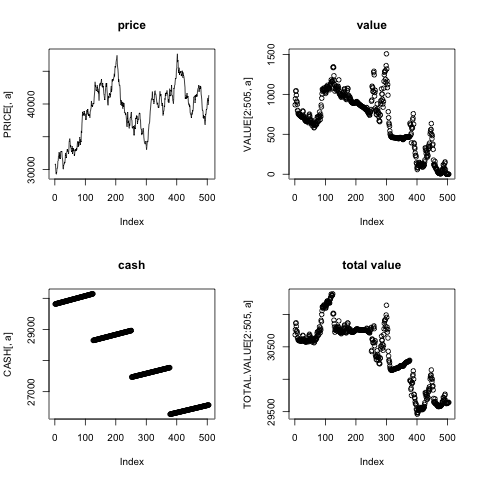 price
PRICE[, a]
30000
40000
0 100 200 300 400 500
Index
value
VALUE[2:505, a]
0
500
1000
1500
0 100 200 300 400 500
Index
cash
CASH[, a]
27000
29000
0 100 200 300 400 500
Index
total value
TOTAL.VALUE[2:505, a]
29500
30500
0 100 200 300 400 500
Index